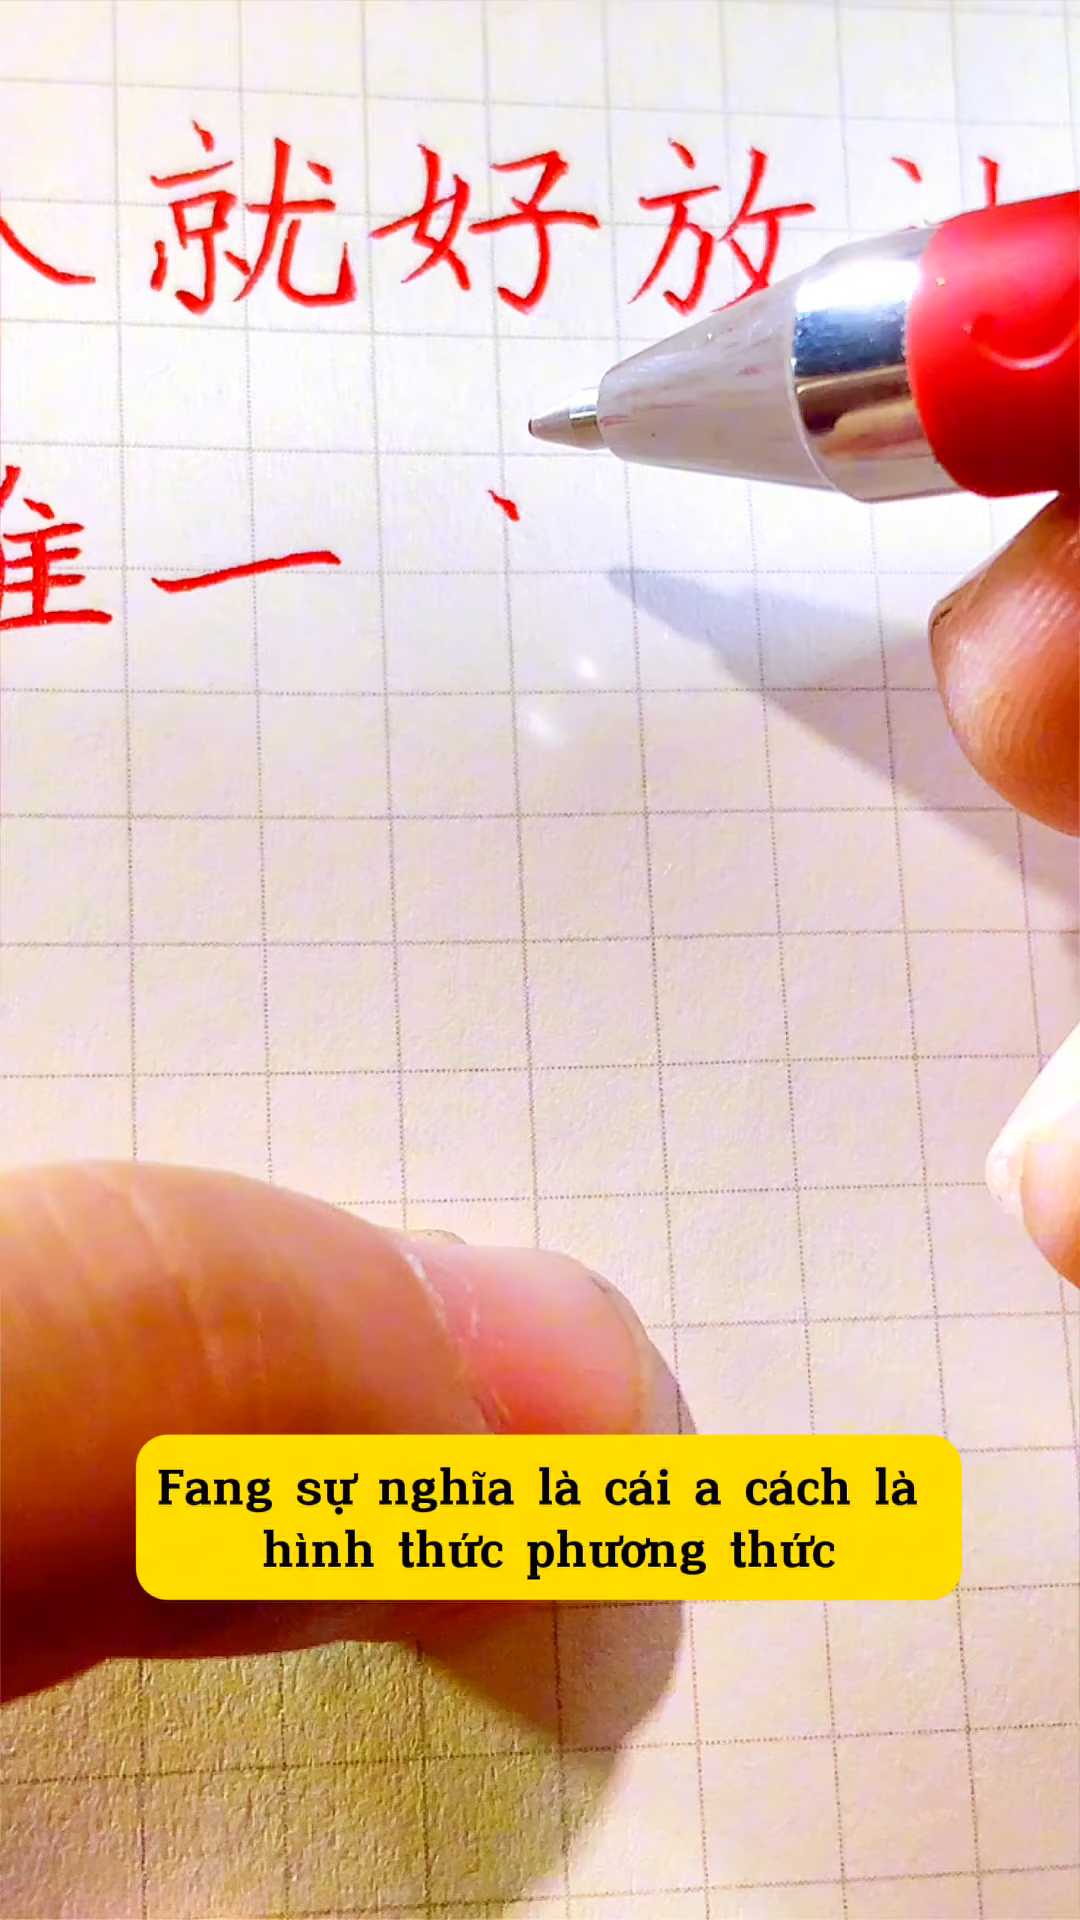 就好放
一
Fang sự nghĩa là cái a cách là
hình thức phương thức